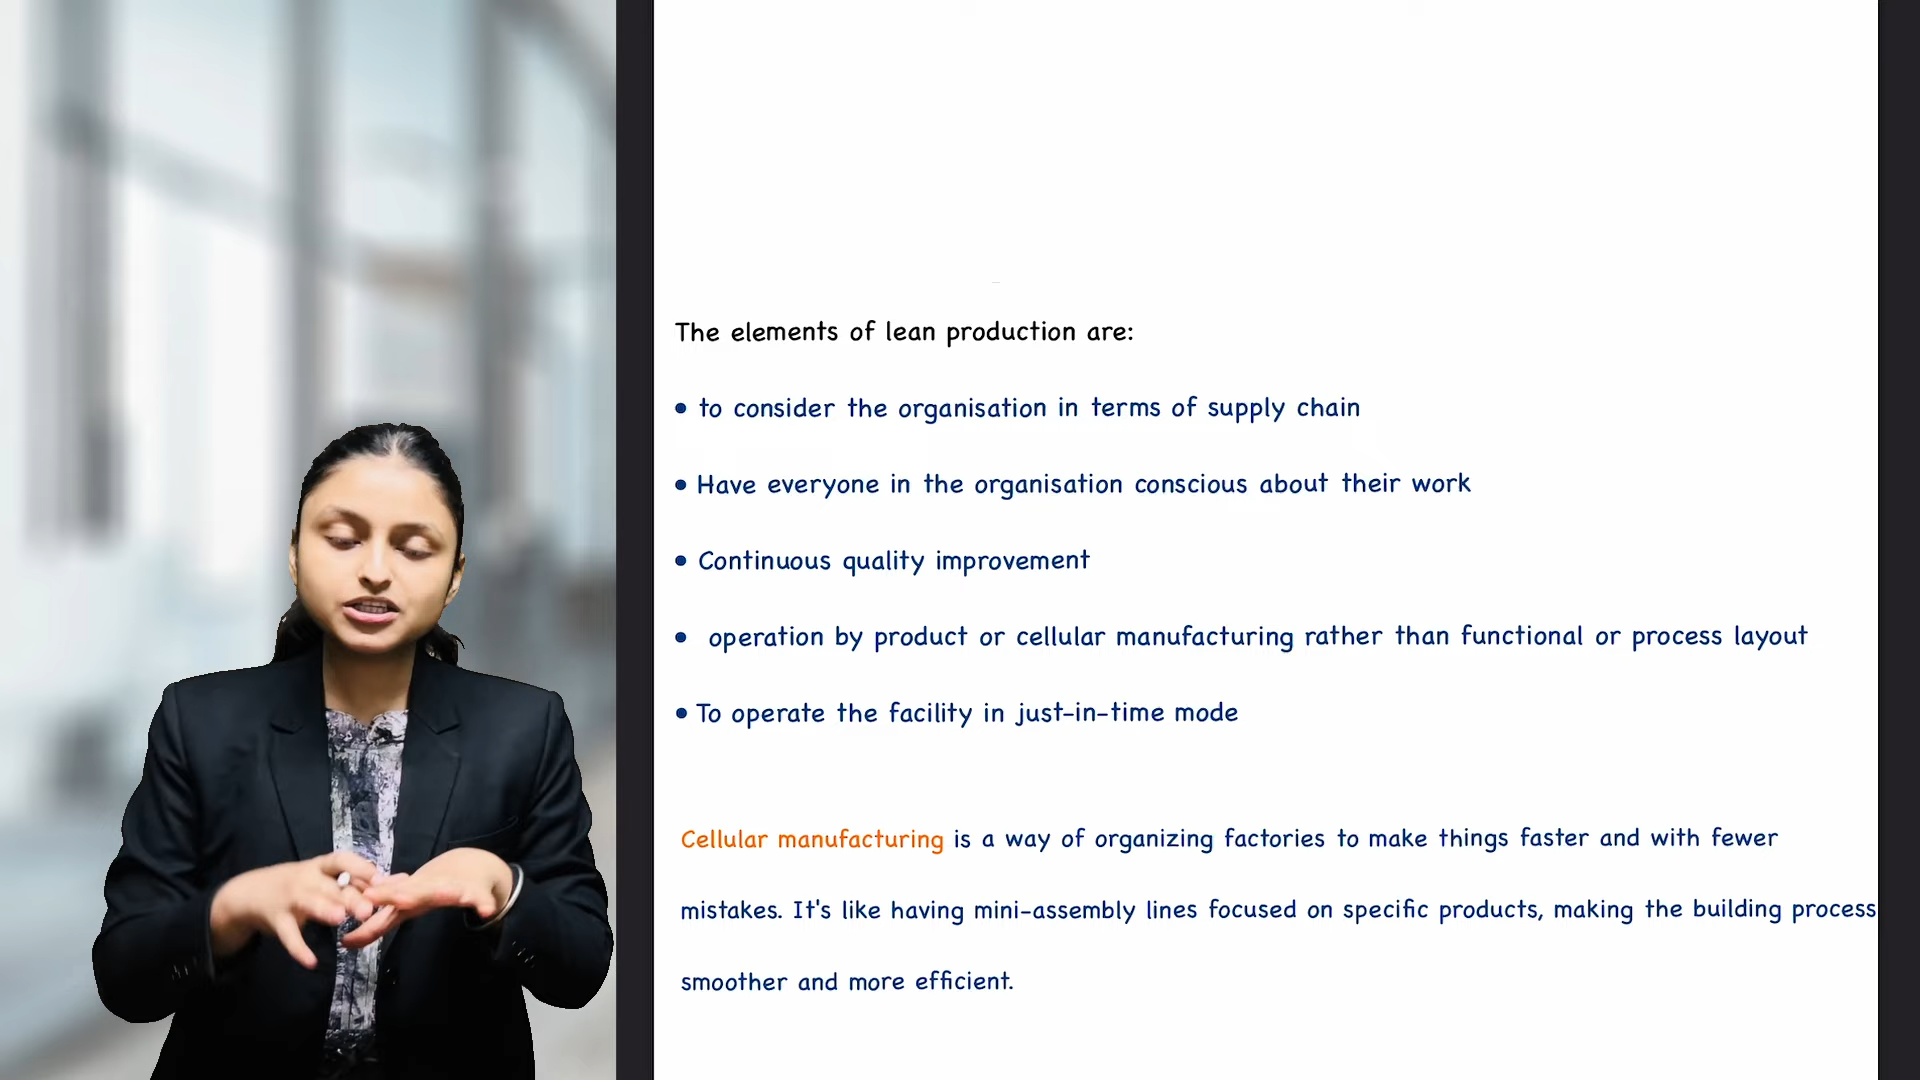 The elements of lean production are:
• to consider the organisation in terms of supply chain
• Have everyone in the organisation conscious about their work
• Continuous quality improvement
• operation by product or cellular manufacturing rather than functional or process layout
• To operate the facility in just-in-time mode
Cellular manufacturing is a way of organizing factories to make things faster and with fewer
mistakes. It's like having mini-assembly lines focused on specific products, making the building process
smoother and more efficient.